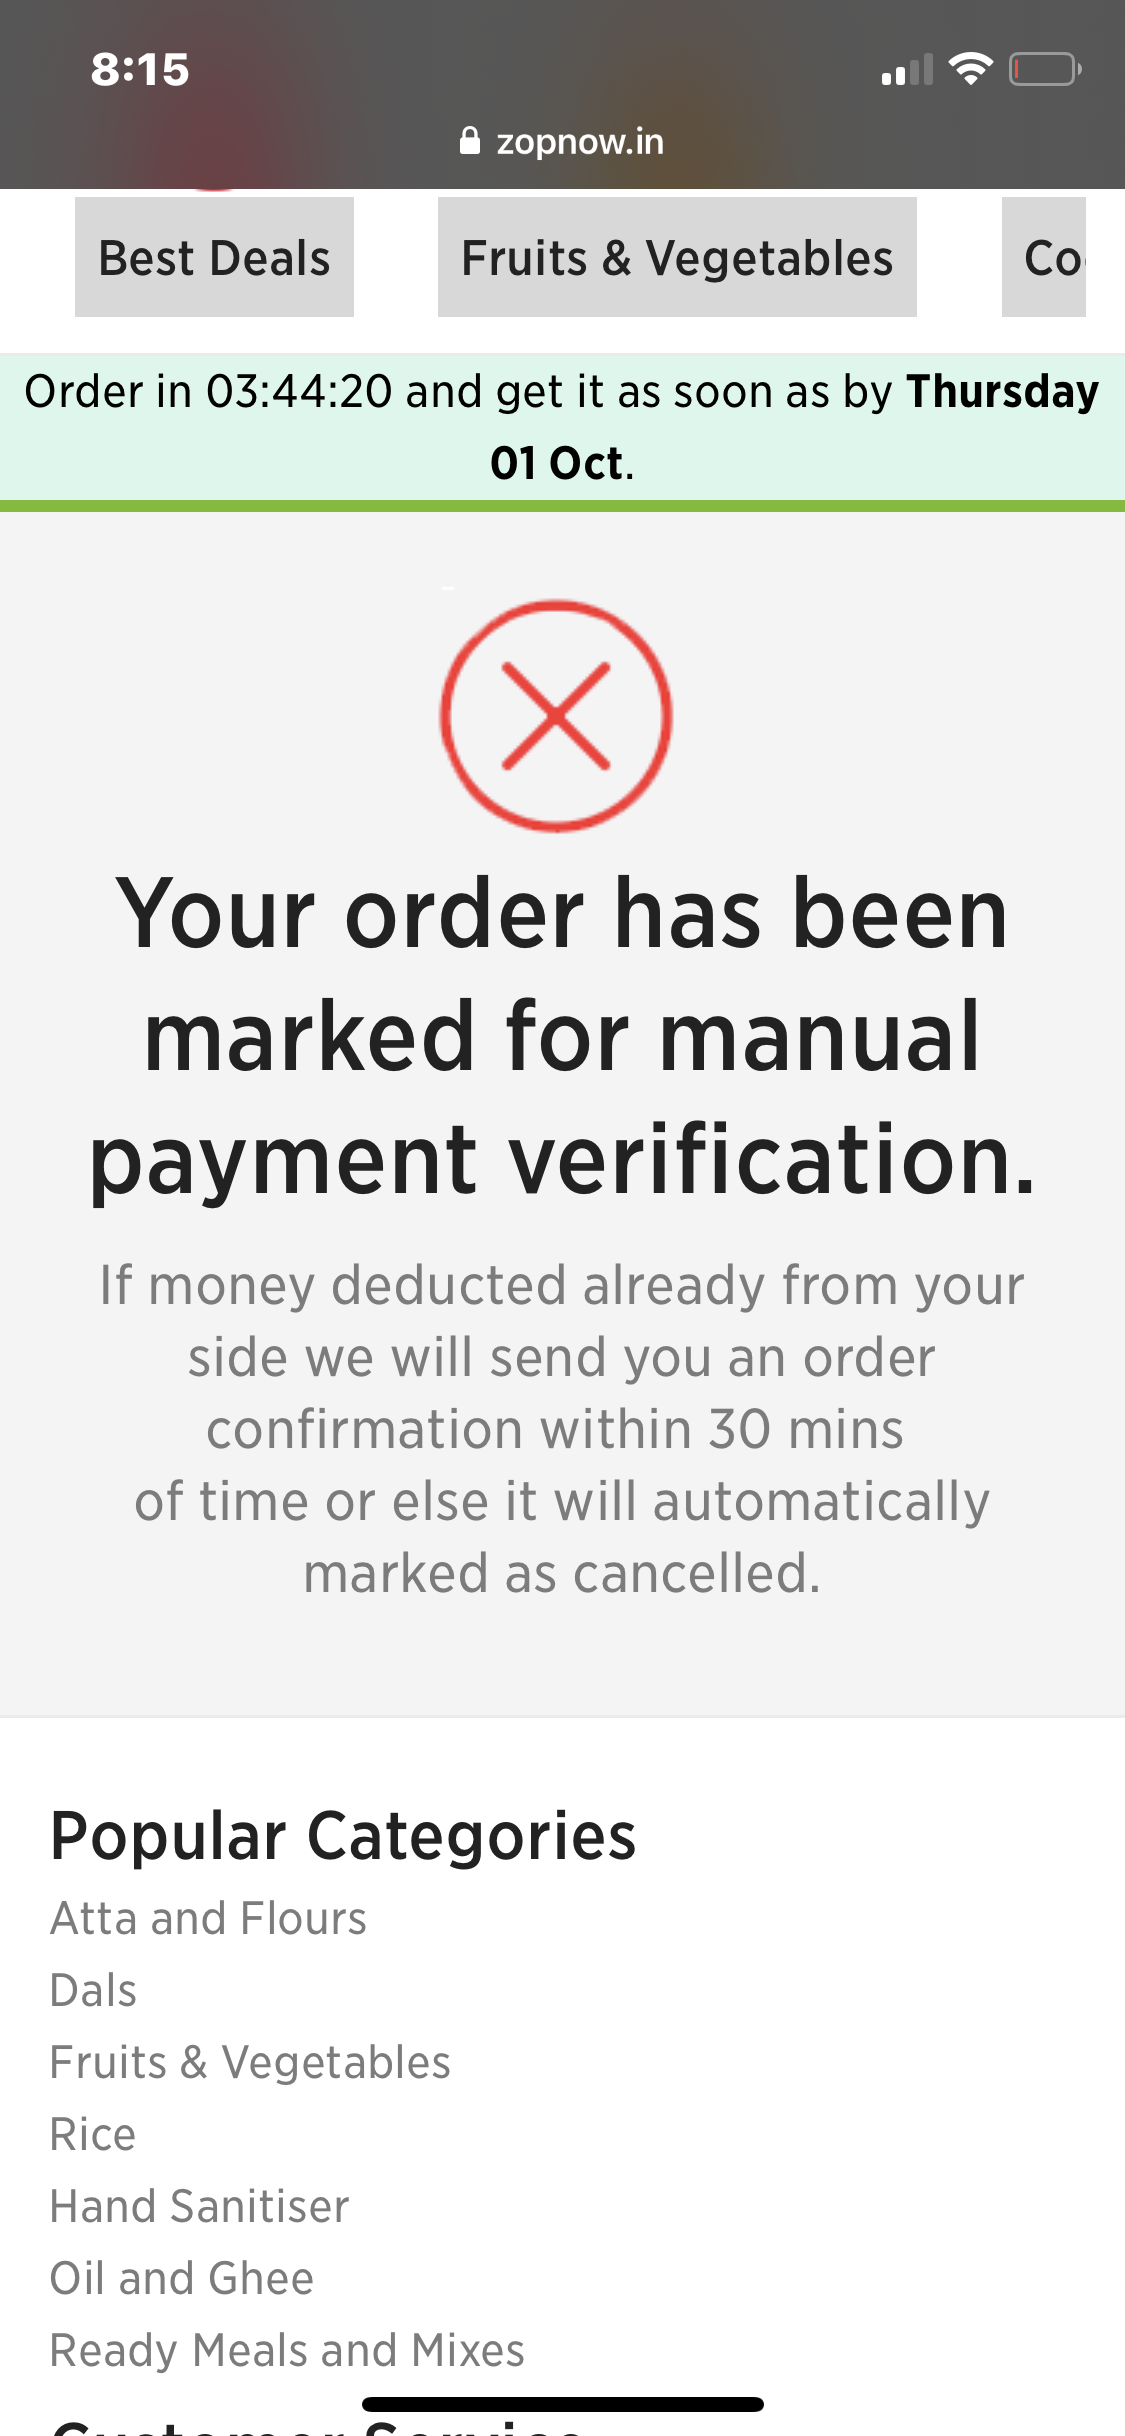 8:15
zopnow.in
Best Deals
Fruits & Vegetables
Co
Order in 03:44:20 and get it as soon as by Thursday
01 Oct.
Your order has been
marked for manual
payment verification.
If money deducted already from your
side we will send you an order
confirmation within 30 mins
of time or else it will automatically
marked as cancelled.
Popular Categories
Atta and Flours
Dals
Fruits & Vegetables
Rice
Hand Sanitiser
Oil and Ghee
Ready Meals and Mixes
Customer Service